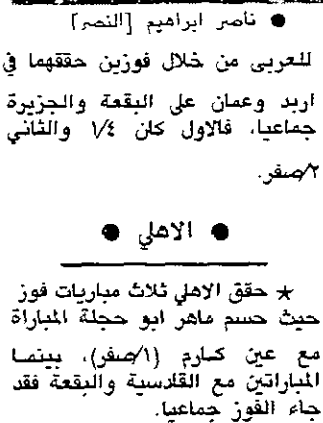 ● ناصر ابراهيم [النصر]
للعربي من خلال فوزين حققهما في
اربد وعمان على البقعة والجزيرة
جماعيا، فالاول كان ١/٤ والثاني
٢/صفر.
● الاهلي ●
★ حقق الاهلي ثلاث مباريات فوز
حيث حسم ماهر ابو حجلة المباراة
مع عين كارم (١/صفر)، بينما
المباراتين مع القادسية والبقعة فقد
جاء الفوز جماعيا.